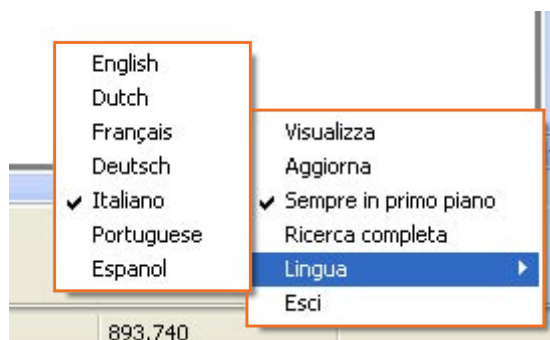 English
Dutch
Français
Deutsch
Italiano
Portuguese
Espanol
Visualizza
Aggiorna
Sempre in primo piano
Ricerca completa
Lingua
Esci
893.740